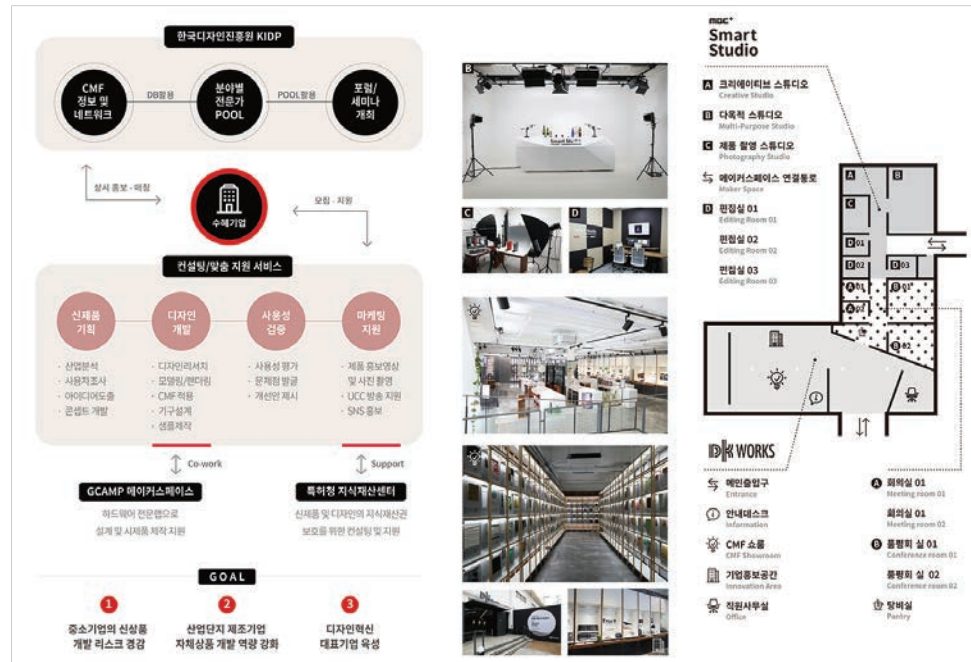 한국디자인진흥원 KIDP
CMF
정보 및
네트워크
DB활용
분야별
전문가
POOL
POOL활용
포럼/
세미나
개최
상시 홍보 · 매칭
수혜기업
모집 · 지원
컨설팅/맞춤 지원 서비스
신제품
기획
디자인
개발
사용성
검증
마케팅
지원
· 산업분석
· 사용자조사
· 아이디어도출
· 콘셉트 개발
· 디자인리서치
· 모델링/랜더링
· CMF 적용
· 기구설계
· 샘플제작
· 사용성 평가
· 문제점 발굴
· 개선안 제시
· 제품 홍보영상
및 사진 촬영
· UCC 방송 지원
· SNS 홍보
Co-work
Support
GCAMP 메이커스페이스
하드웨어 전문랩으로
설계 및 시제품 제작 지원
특허청 지식재산센터
신제품 및 디자인의 지식재산권
보호를 위한 컨설팅 및 지원
GOAL
1
중소기업의 신상품
개발 리스크 경감
2
산업단지 제조기업
자체상품 개발 역량 강화
3
디자인혁신
대표기업 육성
B
Smart Studio
C
D
Smart
Studio
A 크리에이티브 스튜디오
Creative Studio
B 다목적 스튜디오
Multi-Purpose Studio
C 제품 촬영 스튜디오
Photography Studio
메이커스페이스 연결통로
Maker Space
D 편집실 01
Editing Room 01
편집실 02
Editing Room 02
편집실 03
Editing Room 03
A
B
C
D 01
D 02
D 03
A 01
B 01
A 02
B 02
DK WORKS
메인출입구
Entrance
안내데스크
Information
CMF 쇼룸
CMF Showroom
기업홍보공간
Innovation Area
직원사무실
Office
A 회의실 01
Meeting room 01
회의실 01
Meeting room 02
B 품평회 실 01
Conference room 01
품평회 실 02
Conference room 02
탕비실
Pantry